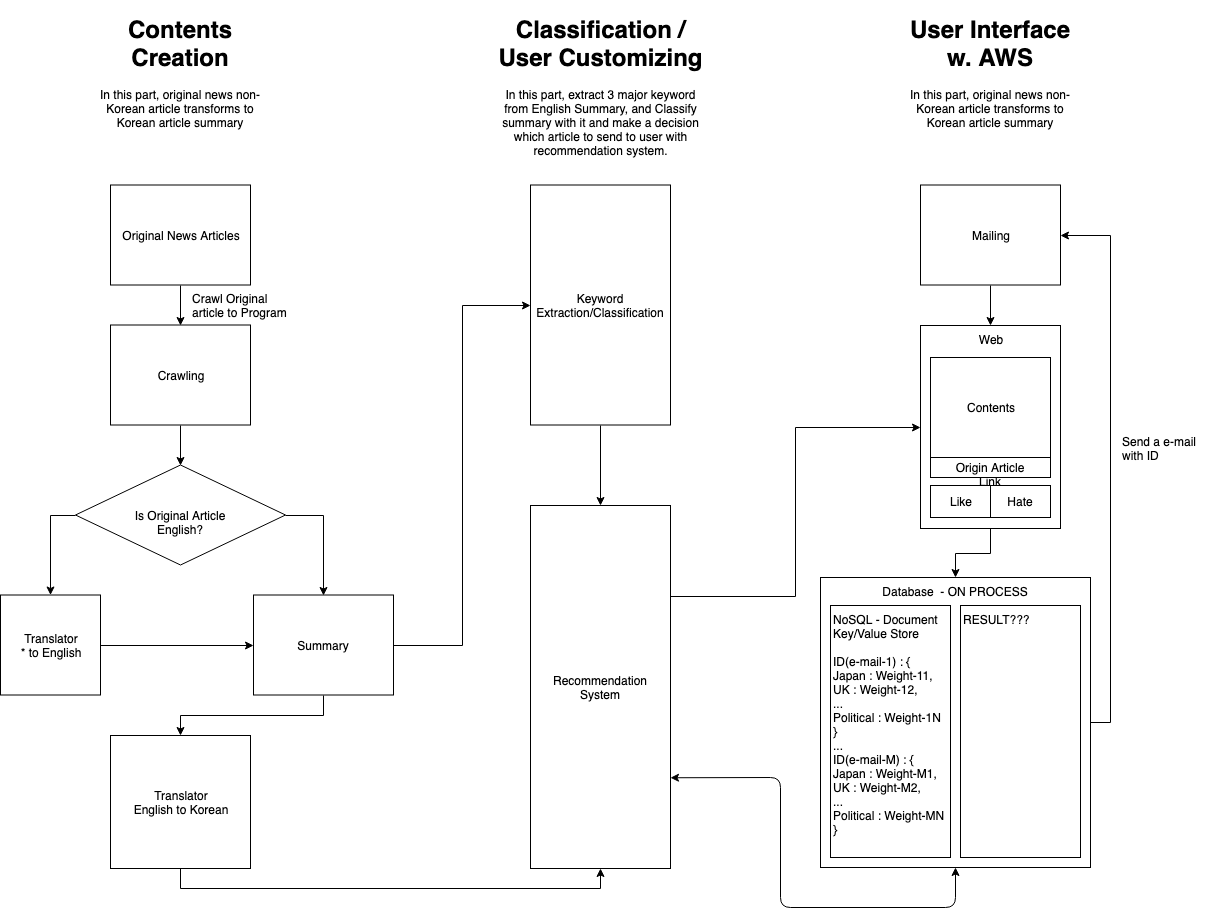 Contents
Creation
In this part, original news non-
Korean article transforms to
Korean article summary
Original News Articles
Crawl Original
article to Program
Crawling
Is Original Article
English?
Translator
* to English
Summary
Translator
English to Korean
Classification /
User Customizing
In this part, extract 3 major keyword
from English Summary, and Classify
summary with it and make a decision
which article to send to user with
recommendation system.
Keyword
Extraction/Classification
Recommendation
System
User Interface
w. AWS
In this part, original news non-
Korean article transforms to
Korean article summary
Mailing
Web
Contents
Origin Article
Link
Like
Hate
Send a e-mail
with ID
Database - ON PROCESS
NoSQL - Document
Key/Value Store
ID(e-mail-1) : {
Japan : Weight-11,
UK : Weight-12,
...
Political : Weight-1N
}
...
ID(e-mail-M) : {
Japan : Weight-M1,
UK : Weight-M2,
...
Political : Weight-MN
}
RESULT???